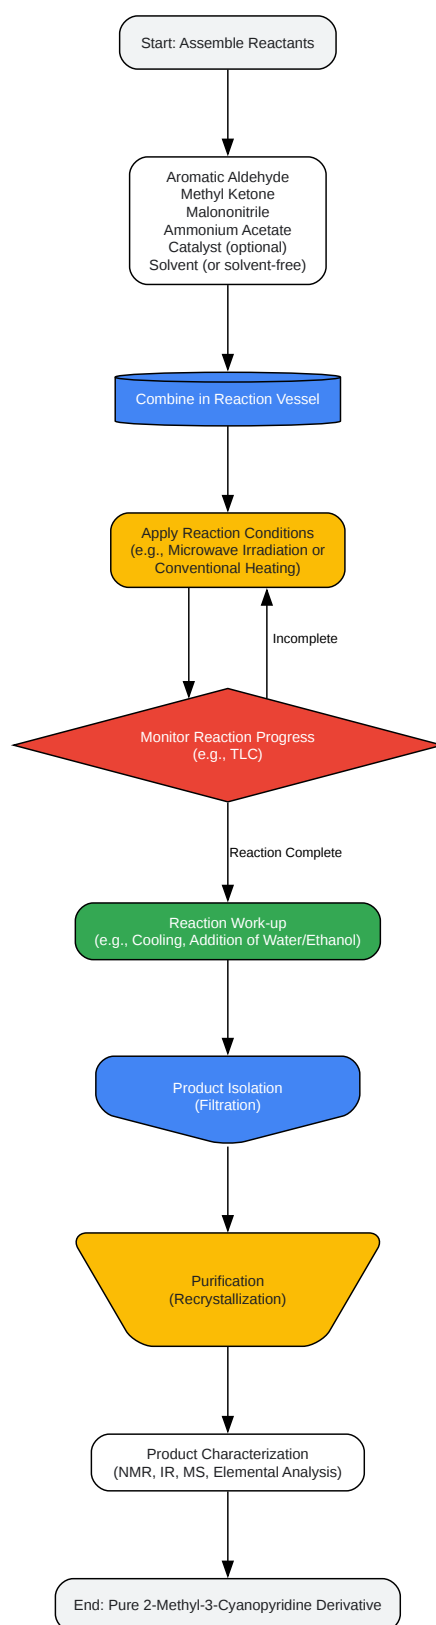 Start: Assemble Reactants
Aromatic Aldehyde
Methyl Ketone
Malononitrile
Ammonium Acetate
Catalyst (optional)
Solvent (or solvent-free)
Combine in Reaction Vessel
Apply Reaction Conditions
(e.g., Microwave Irradiation or
Conventional Heating)
Incomplete
Monitor Reaction Progress
(e.g., TLC)
Reaction Complete
Reaction Work-up
(e.g., Cooling, Addition of Water/Ethanol)
Product Isolation
(Filtration)
Purification
(Recrystallization)
Product Characterization
(NMR, IR, MS, Elemental Analysis)
End: Pure 2-Methyl-3-Cyanopyridine Derivative